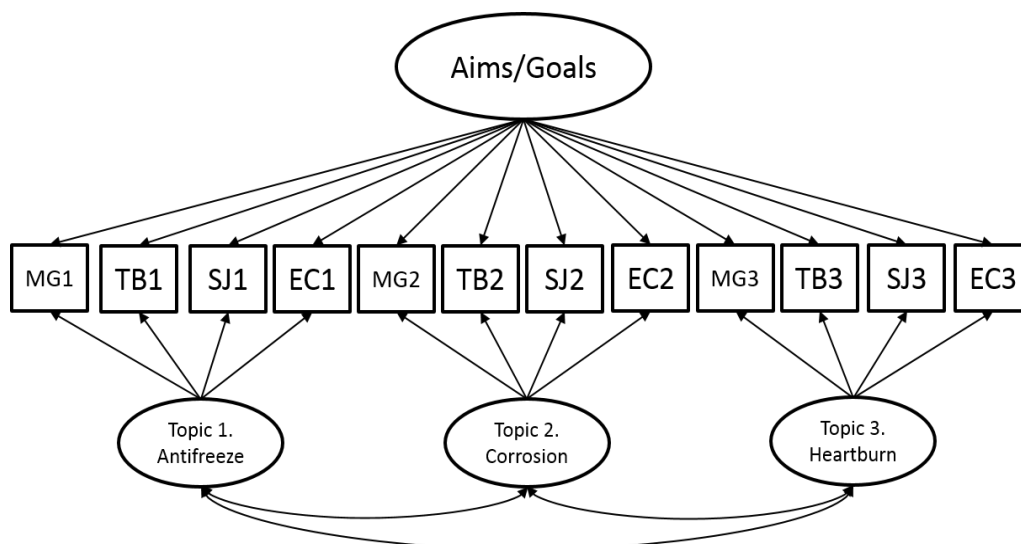 Aims/Goals
MG1 TB1 SJ1 EC1 MG2 TB2 SJ2 EC2 MG3 TB3 SJ3 EC3
Topic 1.
Antifreeze
Topic 2.
Corrosion
Topic 3.
Heartburn